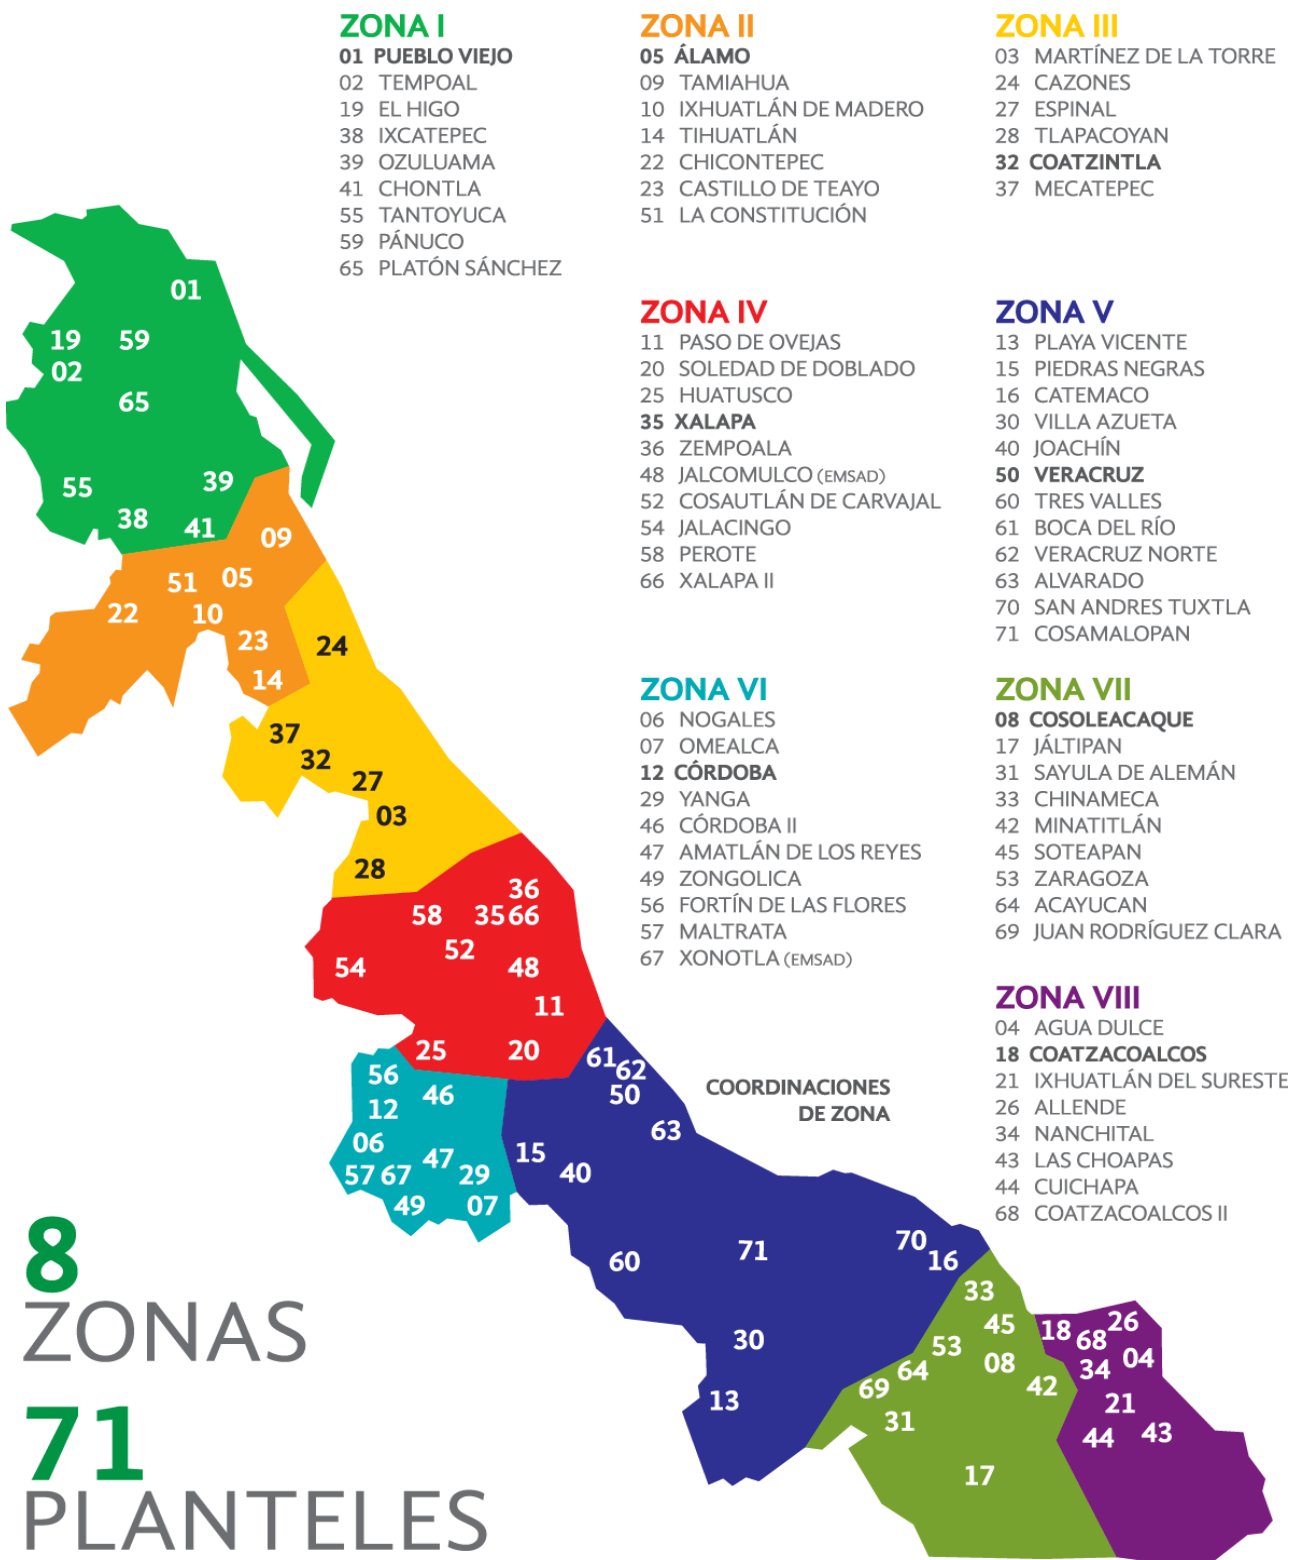 ZONA I
01 PUEBLO VIEJO
02 TEMPOAL
19 EL HIGO
38 IXCATEPEC
39 OZULUAMA
41 CHONTLA
55 TANTOYUCA
59 PÁNUCO
65 PLATÓN SÁNCHEZ
ZONA II
05 ÁLAMO
09 TAMIAHUA
10 IXHUATLÁN DE MADERO
14 TIHUATLÁN
22 CHICONTEPEC
23 CASTILLO DE TEAYO
51 LA CONSTITUCIÓN
ZONA III
03 MARTÍNEZ DE LA TORRE
24 CAZONES
27 ESPINAL
28 TLAPACOYAN
32 COATZINTLA
37 MECATEPEC
ZONA IV
11 PASO DE OVEJAS
20 SOLEDAD DE DOBLADO
25 HUATUSCO
35 XALAPA
36 ZEMPOALA
48 JALCOMULCO (EMSAD)
52 COSAUTLÁN DE CARVAJAL
54 JALACINGO
58 PEROTE
66 XALAPA II
ZONA V
13 PLAYA VICENTE
15 PIEDRAS NEGRAS
16 CATEMACO
30 VILLA AZUETA
40 JOACHÍN
50 VERACRUZ
60 TRES VALLES
61 BOCA DEL RÍO
62 VERACRUZ NORTE
63 ALVARADO
70 SAN ANDRES TUXTLA
71 COSAMALOPAN
ZONA VI
06 NOGALES
07 OMEALCA
12 CÓRDOBA
29 YANGA
46 CÓRDOBA II
47 AMATLÁN DE LOS REYES
49 ZONGOLICA
56 FORTÍN DE LAS FLORES
57 MALTRATA
67 XONOTLA (EMSAD)
ZONA VII
08 COSOLEACAQUE
17 JÁLTIPAN
31 SAYULA DE ALEMÁN
33 CHINAMECA
42 MINATITLÁN
45 SOTEAPAN
53 ZARAGOZA
64 ACAYUCAN
69 JUAN RODRÍGUEZ CLARA
ZONA VIII
04 AGUA DULCE
18 COATZACOALCOS
21 IXHUATLÁN DEL SURESTE
26 ALLENDE
34 NANCHITAL
43 LAS CHOAPAS
44 CUICHAPA
68 COATZACOALCOS II
COORDINACIONES
DE ZONA
01
19 59
02
65
55 39
38 41
09
51 05
22 10
23
14
24
37
32
27
03
28
36
58 35 66
52
54 48
11
25 20
56
46
12
06
47
57 67 29
49 07
61
62
50
63
15
40
70
71 16
60
30
13
33
45
53 08
64 42
69
31
17
18 68 26
34 04
21
44 43
8
ZONAS
71
PLANTELES